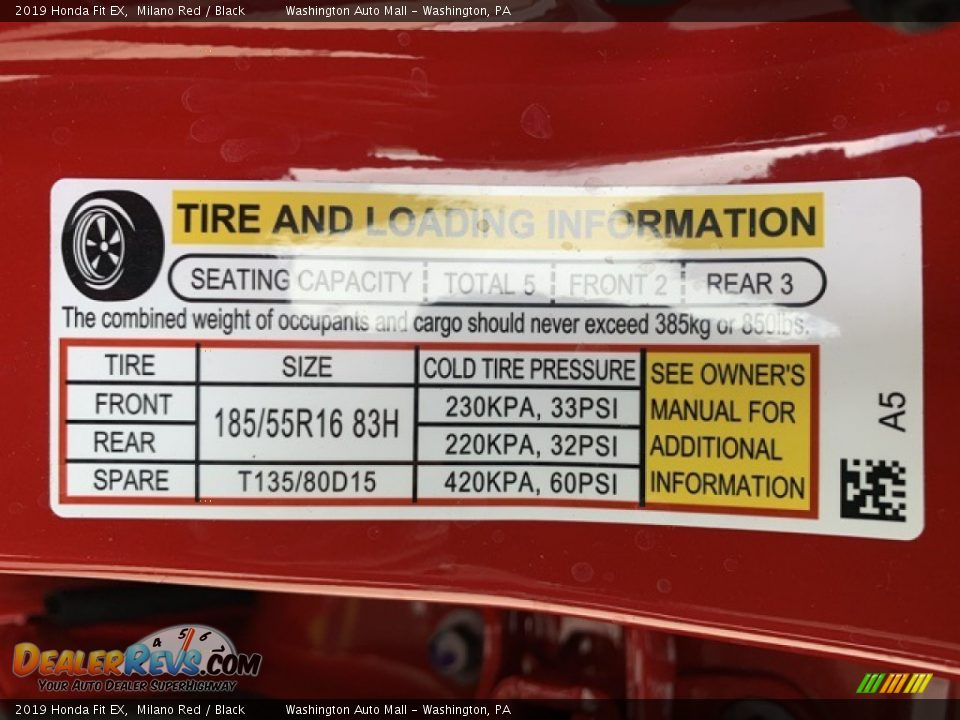 2019 Honda Fit EX, Milano Red / Black Washington Auto Mall - Washington, PA
TIRE AND LOADING INFORMATION
SEATING CAPACITY TOTAL 5 FRONT 2 REAR 3
The combined weight of occupants and cargo should never exceed 385kg or 850lbs.
TIRE SIZE COLD TIRE PRESSURE
FRONT 185/55R16 83H 230KPA, 33PSI
REAR 220KPA, 32PSI
SPARE T135/80D15 420KPA, 60PSI
SEE OWNER'S
MANUAL FOR
ADDITIONAL
INFORMATION
A5
4 5 6
DEALERREVS.COM
YOUR AUTO DEALER SUPERHIGHWAY
2019 Honda Fit EX, Milano Red / Black Washington Auto Mall - Washington, PA